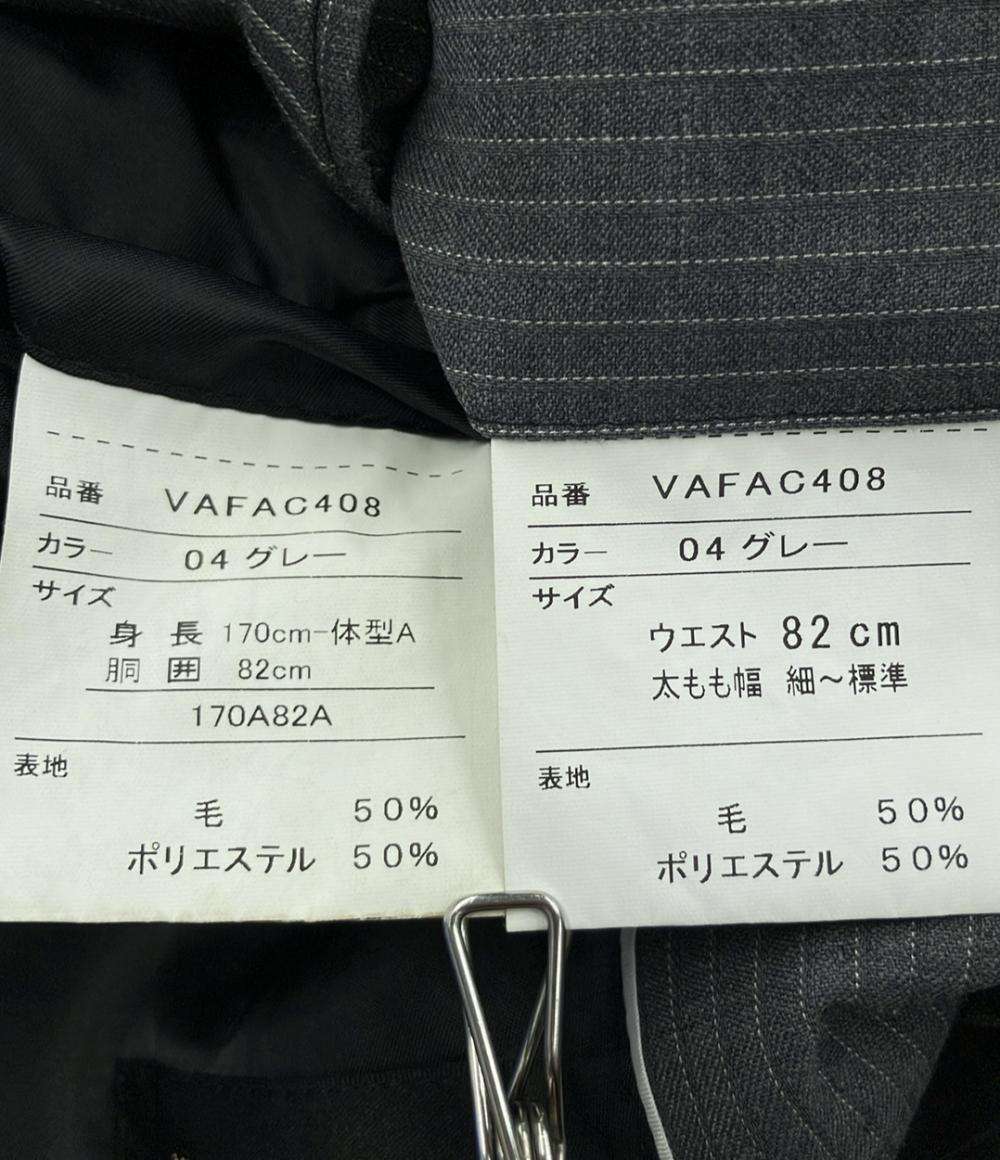 品番 VAFAC408
カラー 04 グレー
サイズ
身 長 170cm-体型A
胴 囲 82cm
170A82A
表地
毛 50%
ポリエステル 50%
品番 VAFAC408
カラー 04 グレー
サイズ
ウエスト 82 cm
太もも幅 細～標準
表地
毛 50%
ポリエステル 50%